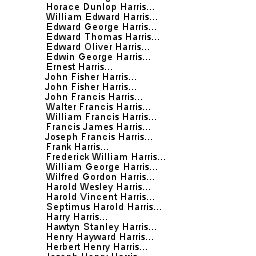 Horace Dunlop Harris...
William Edward Harris...
Edward George Harris...
Edward Thomas Harris...
Edward Oliver Harris...
Edwin George Harris...
Ernest Harris...
John Fisher Harris...
John Fisher Harris...
John Francis Harris...
Walter Francis Harris...
William Francis Harris...
Francis James Harris...
Joseph Francis Harris...
Frank Harris...
Frederick William Harris...
William George Harris...
Wilfred Gordon Harris...
Harold Wesley Harris...
Harold Vincent Harris...
Septimus Harold Harris...
Harry Harris...
Hawtyn Stanley Harris...
Henry Hayward Harris...
Herbert Henry Harris...
Joseph Henry Harris...